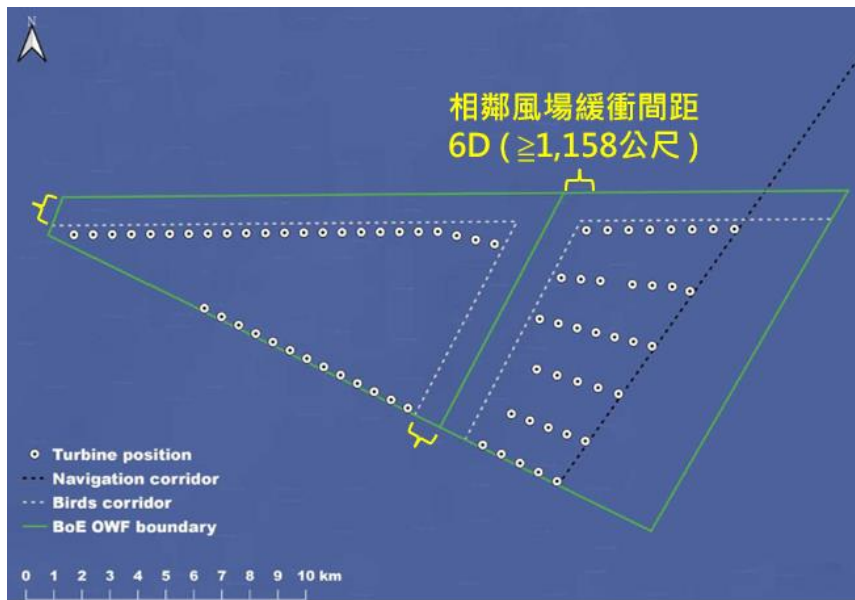 N
相鄰風場緩衝間距
6D ( ≧1,158公尺 )
Turbine position
Navigation corridor
Birds corridor
BoE OWF boundary
0 1 2 3 4 5 6 7 8 9 10 km